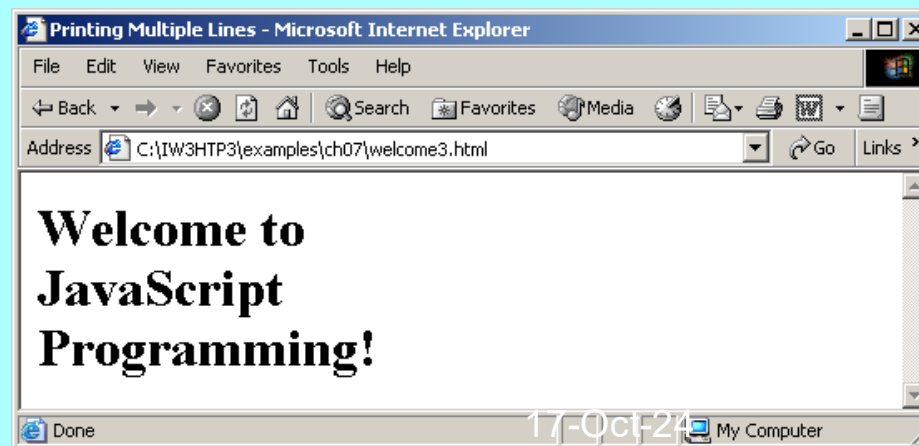 Printing Multiple Lines - Microsoft Internet Explorer
File Edit View Favorites Tools Help
Back Search Favorites Media W
Address C:\IW3HTP3\examples\ch07\welcome3.html Go Links »
Welcome to
JavaScript
Programming!
Done 17-Oct-24 My Computer